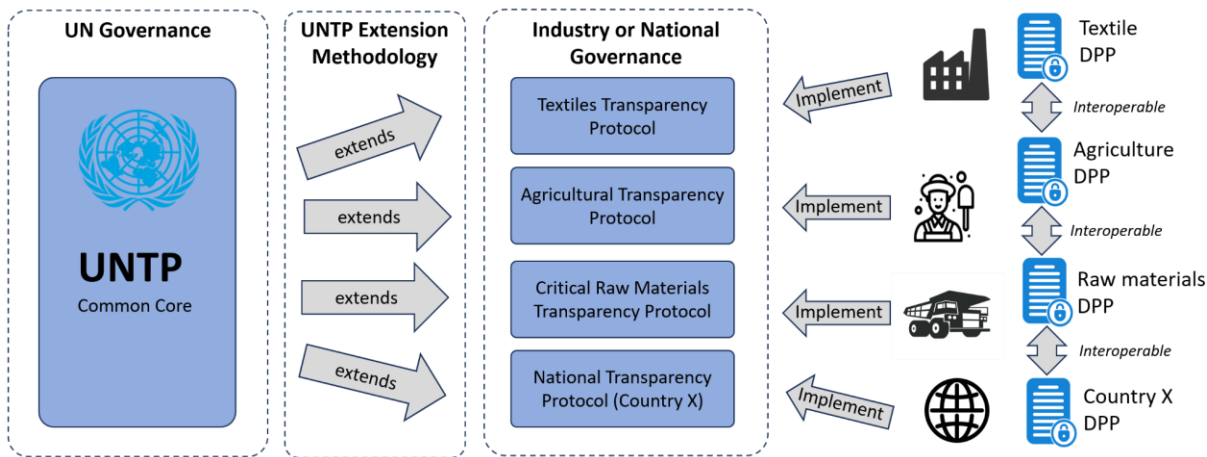 UN Governance
UNTP
Common Core
UNTP Extension
Methodology
extends
extends
extends
extends
Industry or National
Governance
Textiles Transparency
Protocol
Agricultural Transparency
Protocol
Critical Raw Materials
Transparency Protocol
National Transparency
Protocol (Country X)
Implement
Implement
Implement
Implement
Textile
DPP
Interoperable
Agriculture
DPP
Interoperable
Raw materials
DPP
Interoperable
Country X
DPP